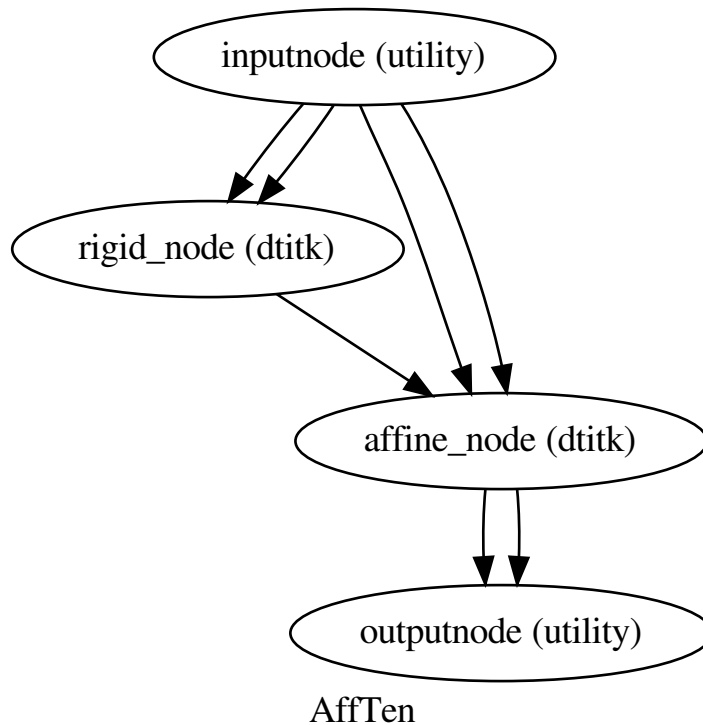 inputnode (utility)
rigid_node (dtitk)
affine_node (dtitk)
outputnode (utility)
AffTen